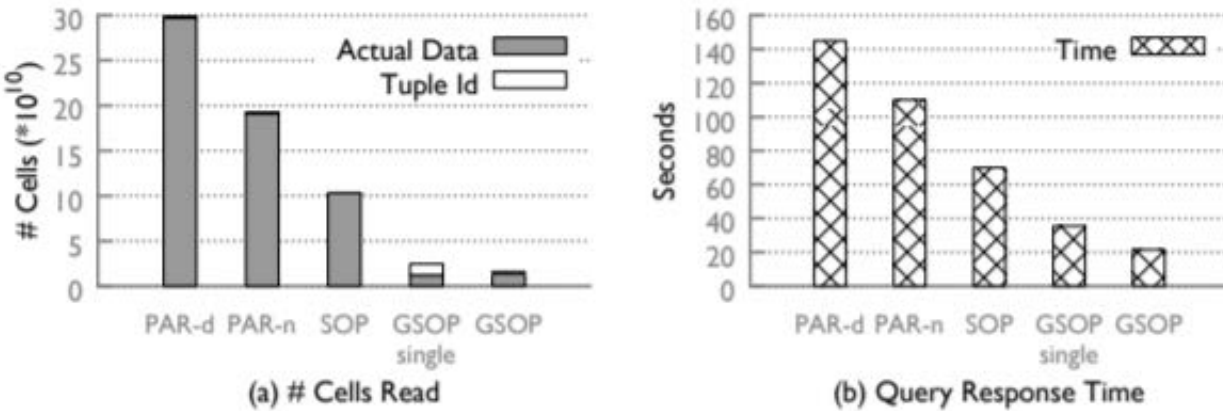 30
25
20
15
10
5
0
# Cells (*10^10)
Actual Data
Tuple Id
PAR-d PAR-n SOP GSOP GSOP
single
(a) # Cells Read
160
140
120
100
80
60
40
20
0
Seconds
Time
PAR-d PAR-n SOP GSOP GSOP
single
(b) Query Response Time